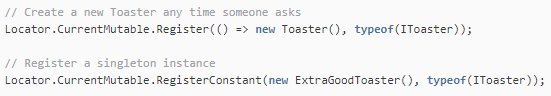 // Create a new Toaster any time someone asks
Locator.CurrentMutable.Register(() => new Toaster(), typeof(IToaster));
// Register a singleton instance
Locator.CurrentMutable.RegisterConstant(new ExtraGoodToaster(), typeof(IToaster));